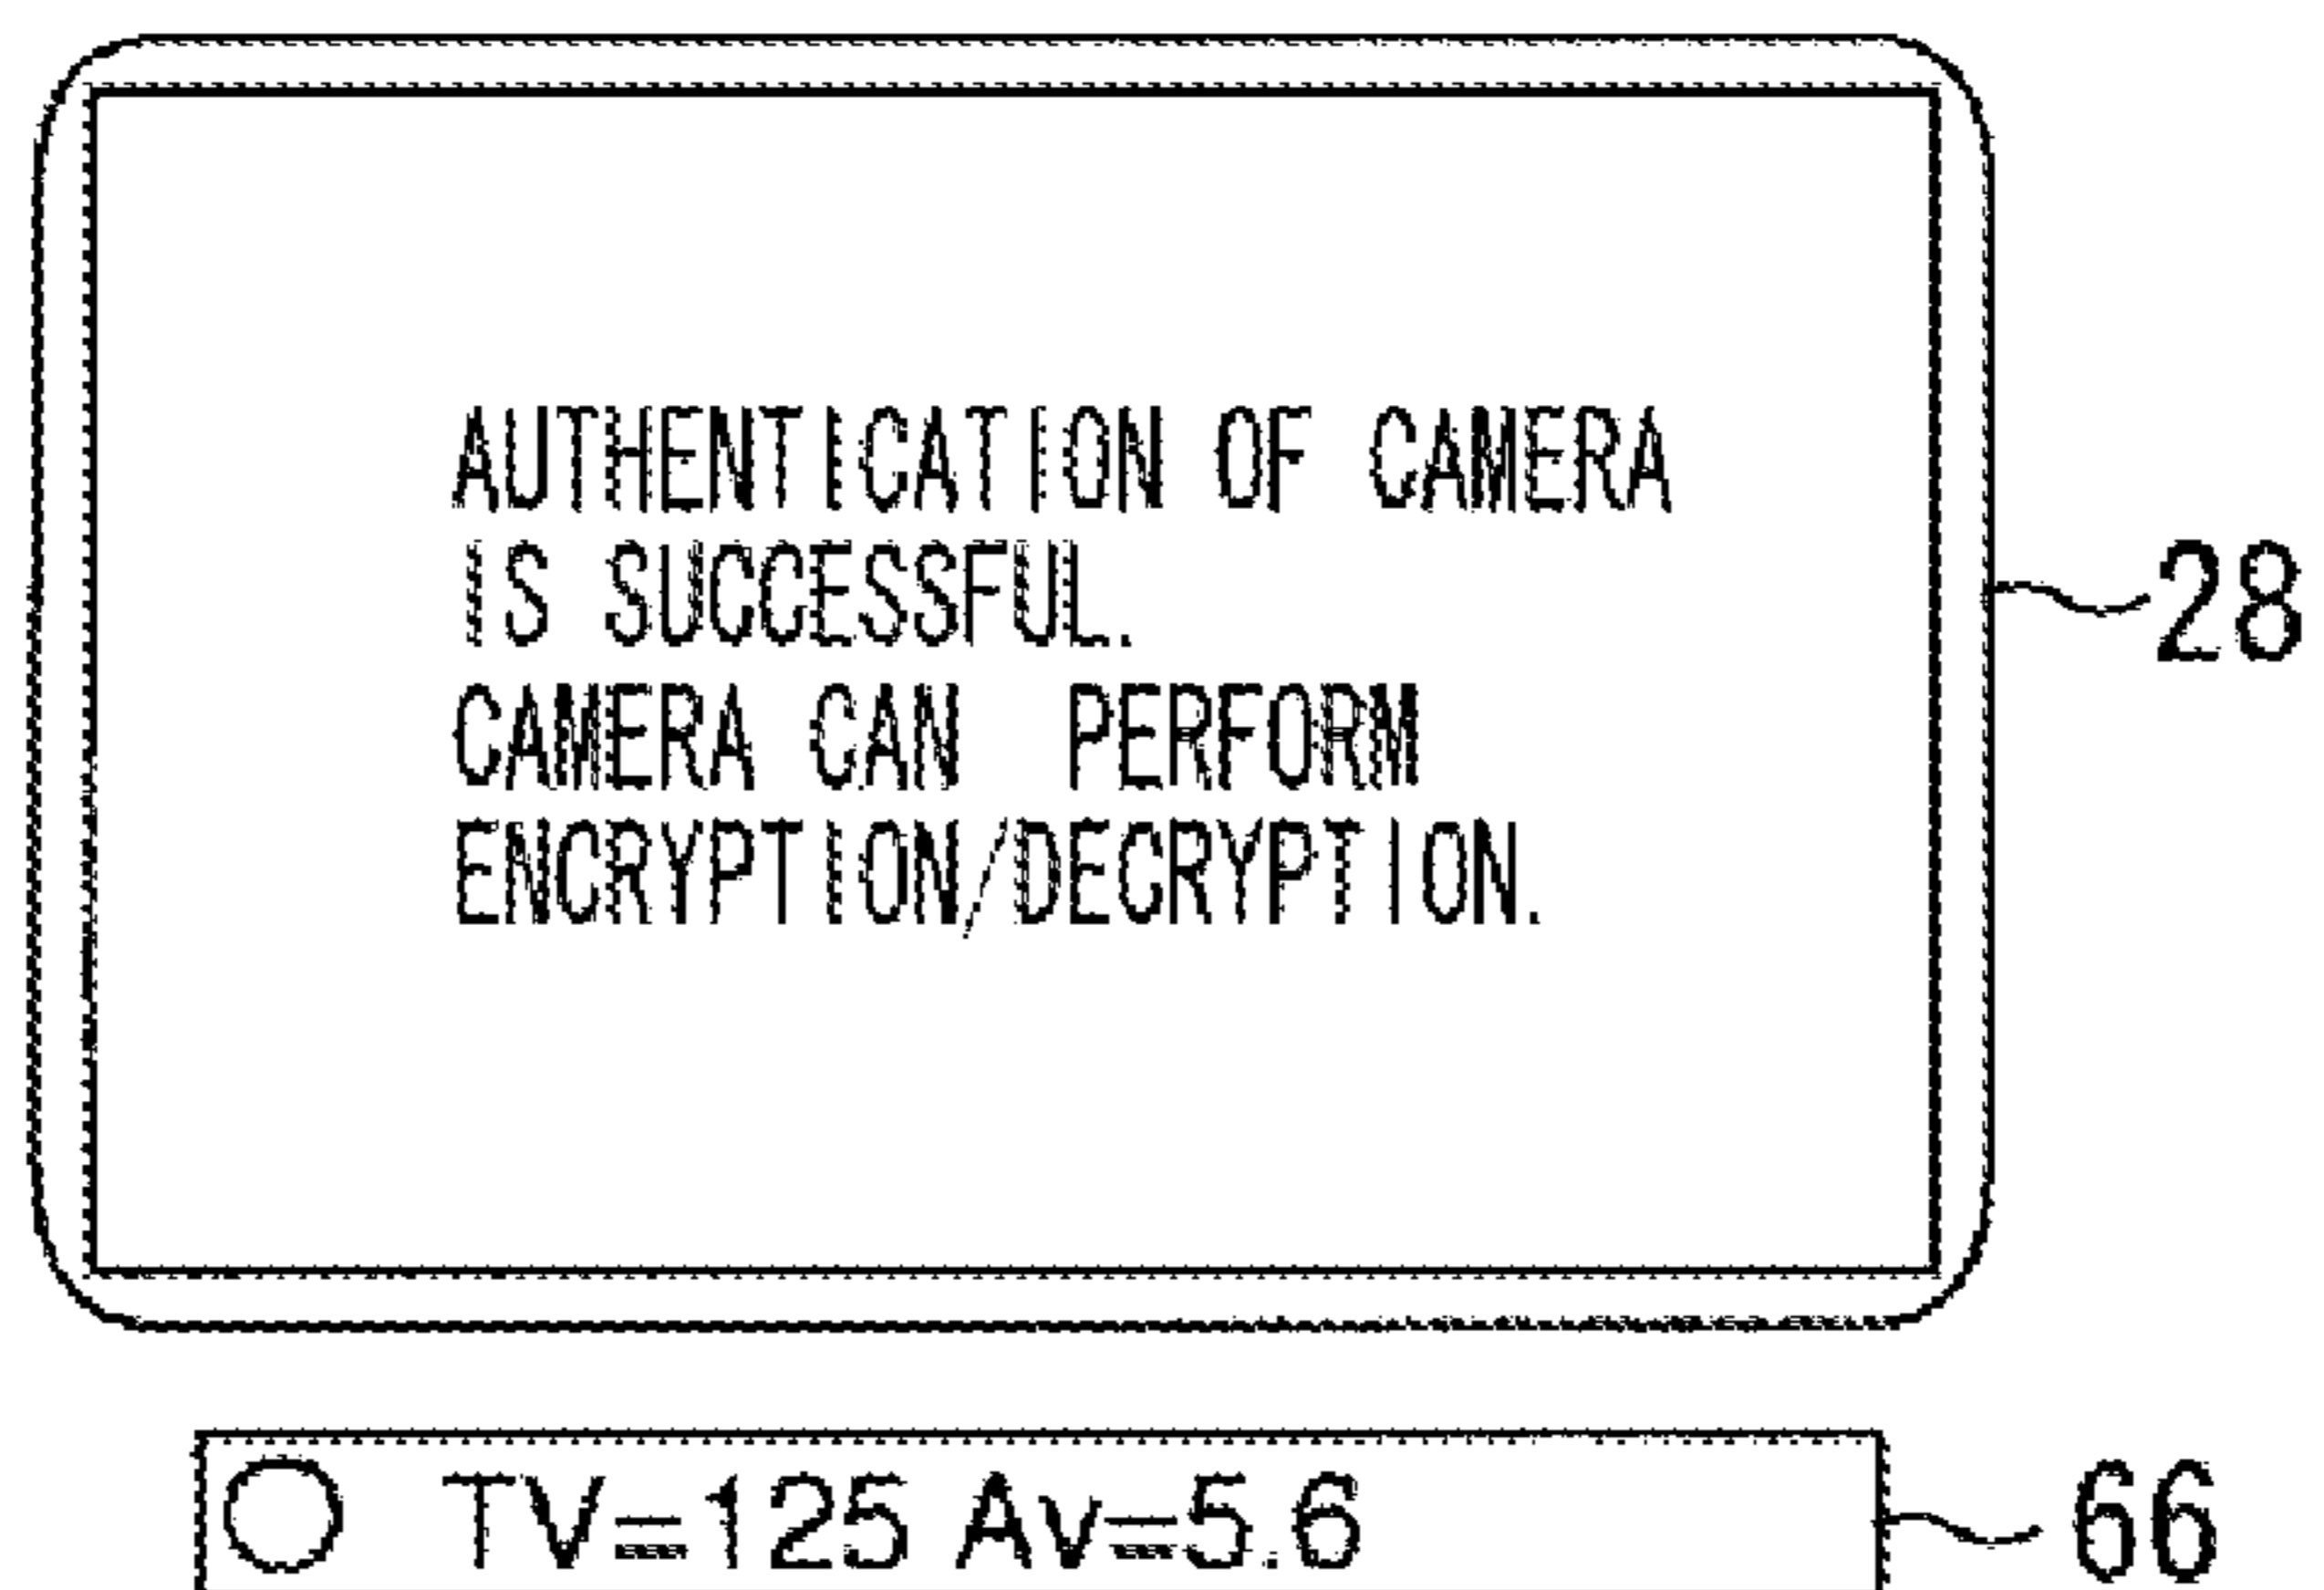 AUTHENTICATION OF CAMERA
IS SUCCESSFUL.
CAMERA CAN PERFORM
ENCRYPTION/DECRYPTION.
28
TV=125 Av=5.6
66